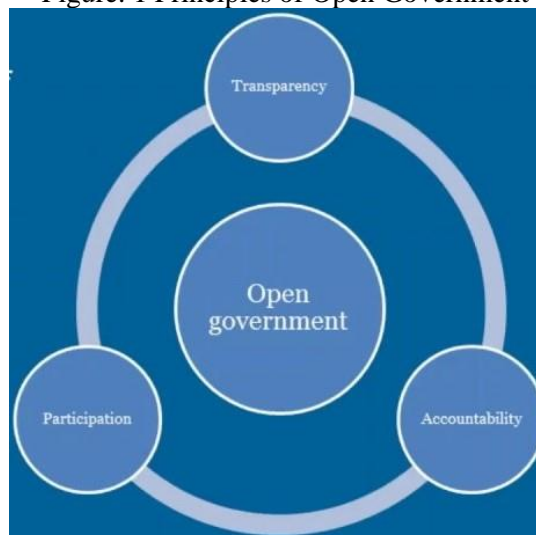 Figure: 1 Principles of Open Government
Transparency
Open
government
Participation
Accountability